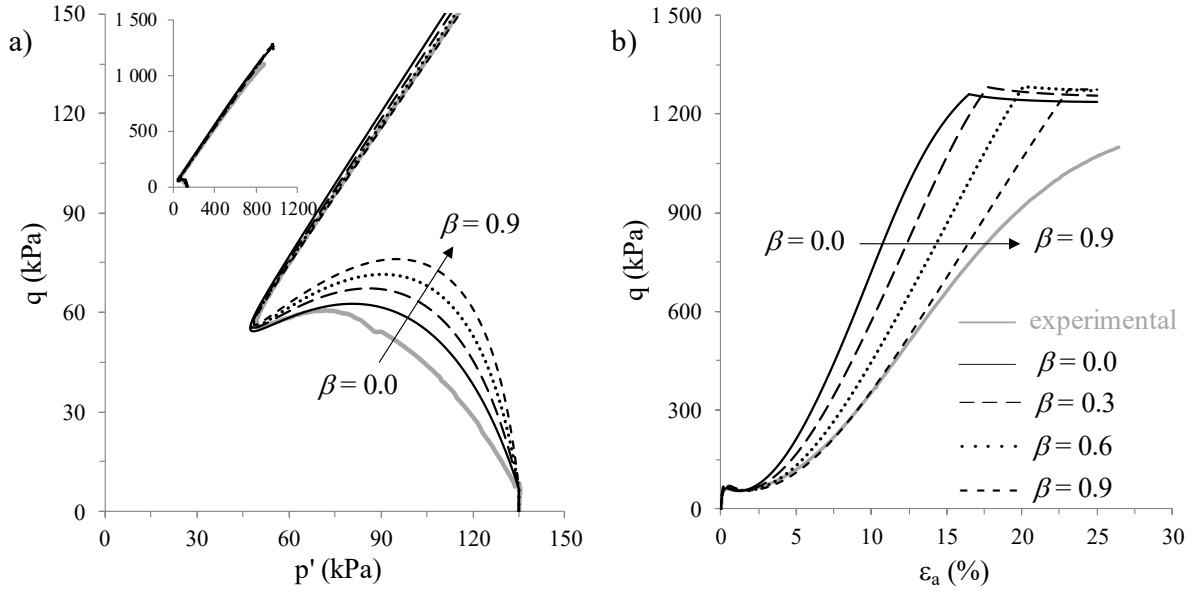 a)
q (kPa)
150
120
90
60
30
0
0 30 60 90 120 150
p' (kPa)
1 500
1 000
500
0
0 400 800 1200
β = 0.9
β = 0.0
b)
q (kPa)
1 500
1 200
900
600
300
0
0 5 10 15 20 25 30
εa (%)
β = 0.0
β = 0.9
experimental
β = 0.0
β = 0.3
β = 0.6
β = 0.9